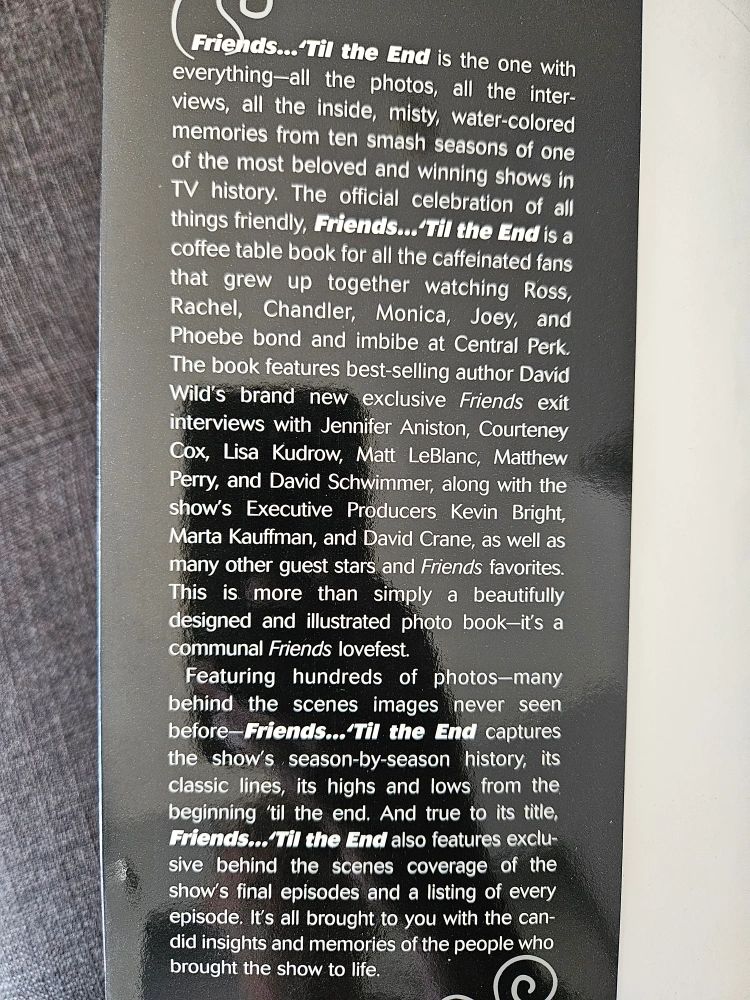 Friends...‘Til the End is the one with
everything—all the photos, all the inter-
views, all the inside, misty, water-colored
memories from ten smash seasons of one
of the most beloved and winning shows in
TV history. The official celebration of all
things friendly, Friends...‘Til the End is a
coffee table book for all the caffeinated fans
that grew up together watching Ross,
Rachel, Chandler, Monica, Joey, and
Phoebe bond and imbibe at Central Perk.
The book features best-selling author David
Wild’s brand new exclusive Friends exit
interviews with Jennifer Aniston, Courteney
Cox, Lisa Kudrow, Matt LeBlanc, Matthew
Perry, and David Schwimmer, along with the
show’s Executive Producers Kevin Bright,
Marta Kauffman, and David Crane, as well as
many other guest stars and Friends favorites.
This is more than simply a beautifully
designed and illustrated photo book—it’s a
communal Friends lovefest.
Featuring hundreds of photos—many
behind the scenes images never seen
before—Friends...‘Til the End captures
the show’s season-by-season history, its
classic lines, its highs and lows from the
beginning ‘til the end. And true to its title,
Friends...‘Til the End also features exclu-
sive behind the scenes coverage of the
show’s final episodes and a listing of every
episode. It’s all brought to you with the can-
did insights and memories of the people who
brought the show to life.